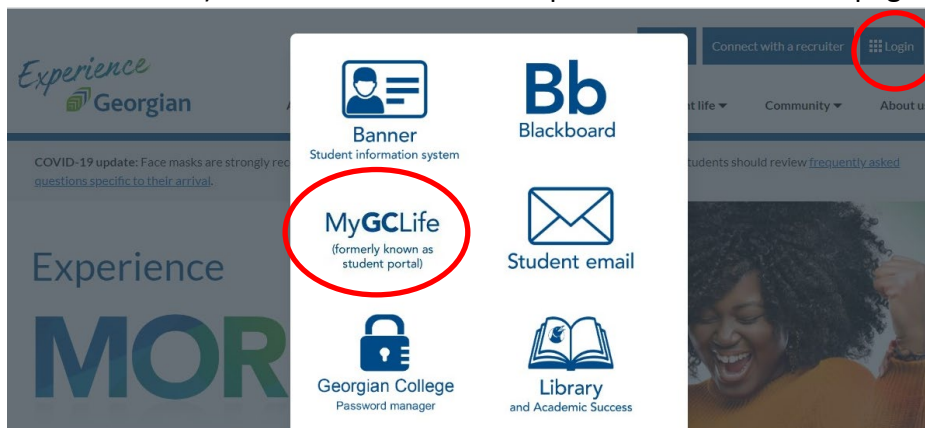 Connect with a recruiter
Login
Experience
Georgian
A
t life
Community
About u
COVID-19 update: Face masks are strongly rec
tudents should review frequently asked
questions specific to their arrival.
Banner
Student information system
Bb
Blackboard
MyGCLife
(formerly known as
student portal)
Student email
Georgian College
Password manager
Library
and Academic Success
Experience
MOR